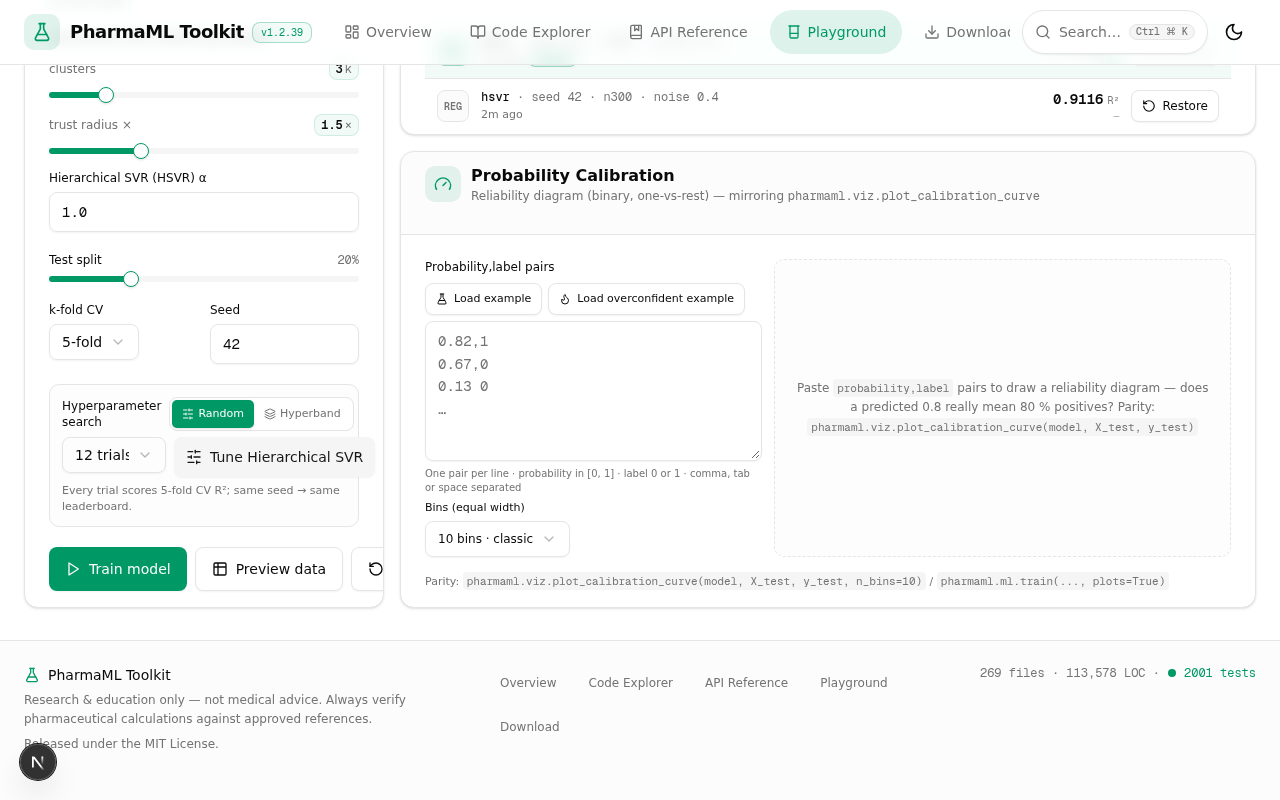 PharmaML Toolkit
v1.2.39
Overview
Code Explorer
API Reference
Playground
Download
Search…
Ctrl ⌘ K
clusters
3 k
trust radius ×
1.5 ×
Hierarchical SVR (HSVR) α
1.0
Test split
20%
k-fold CV
Seed
5-fold
42
Hyperparameter
search
Random
Hyperband
12 trials
Tune Hierarchical SVR
Every trial scores 5-fold CV R²; same seed → same
leaderboard.
Train model
Preview data
REG
hsvr · seed 42 · n300 · noise 0.4
2m ago
0.9116 R²
—
Restore
Probability Calibration
Reliability diagram (binary, one-vs-rest) — mirroring pharmaml.viz.plot_calibration_curve
Probability,label pairs
Load example
Load overconfident example
0.82,1
0.67,0
0.13 0
…
One pair per line · probability in [0, 1] · label 0 or 1 · comma, tab
or space separated
Bins (equal width)
10 bins · classic
Paste probability,label pairs to draw a reliability diagram — does
a predicted 0.8 really mean 80 % positives? Parity:
pharmaml.viz.plot_calibration_curve(model, X_test, y_test)
Parity: pharmaml.viz.plot_calibration_curve(model, X_test, y_test, n_bins=10) / pharmaml.ml.train(..., plots=True)
PharmaML Toolkit
Research & education only — not medical advice. Always verify
pharmaceutical calculations against approved references.
Released under the MIT License.
Overview
Code Explorer
API Reference
Playground
Download
269 files · 113,578 LOC · ● 2001 tests
N